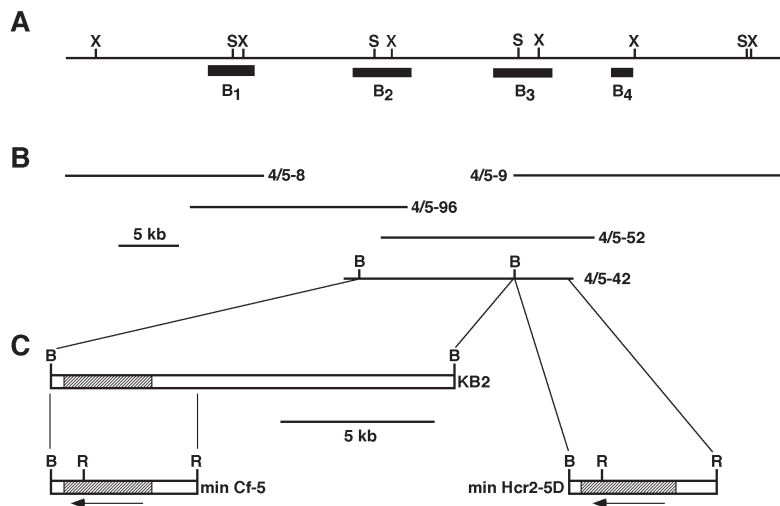 A
X SX S X S X X SX
B1 B2 B3 B4
B
4/5-8 4/5-9
4/5-96
5 kb 4/5-52
B B 4/5-42
C
B B
KB2
5 kb
B R R B R R
min Cf-5 min Hcr2-5D